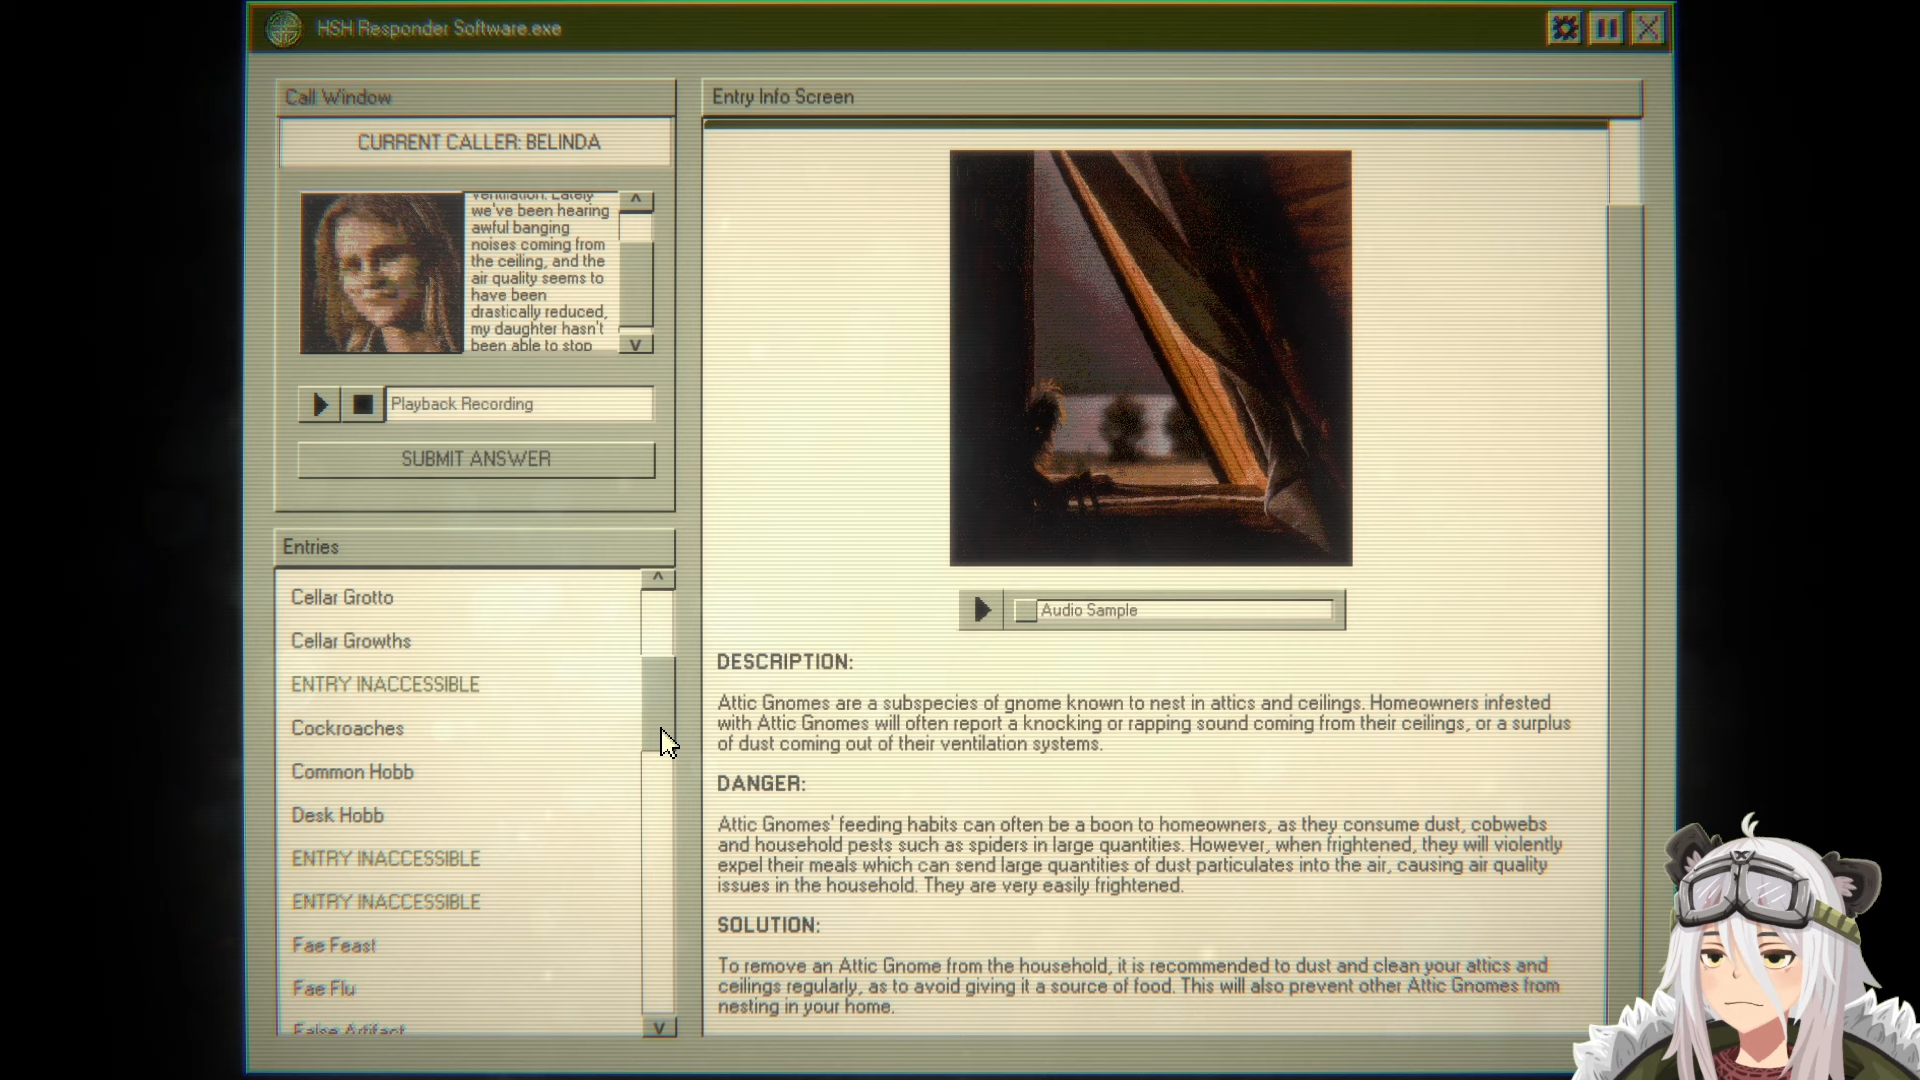 HSH Responder Software.exe
Call Window
CURRENT CALLER: BELINDA
ventilation. Lately
we've been hearing
awful banging
noises coming from
the ceiling, and the
air quality seems to
have been
drastically reduced,
my daughter hasn't
been able to stop
Playback Recording
SUBMIT ANSWER
Entries
Cellar Grotto
Cellar Growths
ENTRY INACCESSIBLE
Cockroaches
Common Hobb
Desk Hobb
ENTRY INACCESSIBLE
ENTRY INACCESSIBLE
Fae Feast
Fae Flu
False Artifact
Entry Info Screen
Audio Sample
DESCRIPTION:
Attic Gnomes are a subspecies of gnome known to nest in attics and ceilings. Homeowners infested
with Attic Gnomes will often report a knocking or rapping sound coming from their ceilings, or a surplus
of dust coming out of their ventilation systems.
DANGER:
Attic Gnomes' feeding habits can often be a boon to homeowners, as they consume dust, cobwebs
and household pests such as spiders in large quantities. However, when frightened, they will violently
expel their meals which can send large quantities of dust particulates into the air, causing air quality
issues in the household. They are very easily frightened.
SOLUTION:
To remove an Attic Gnome from the household, it is recommended to dust and clean your attics and
ceilings regularly, as to avoid giving it a source of food. This will also prevent other Attic Gnomes from
nesting in your home.